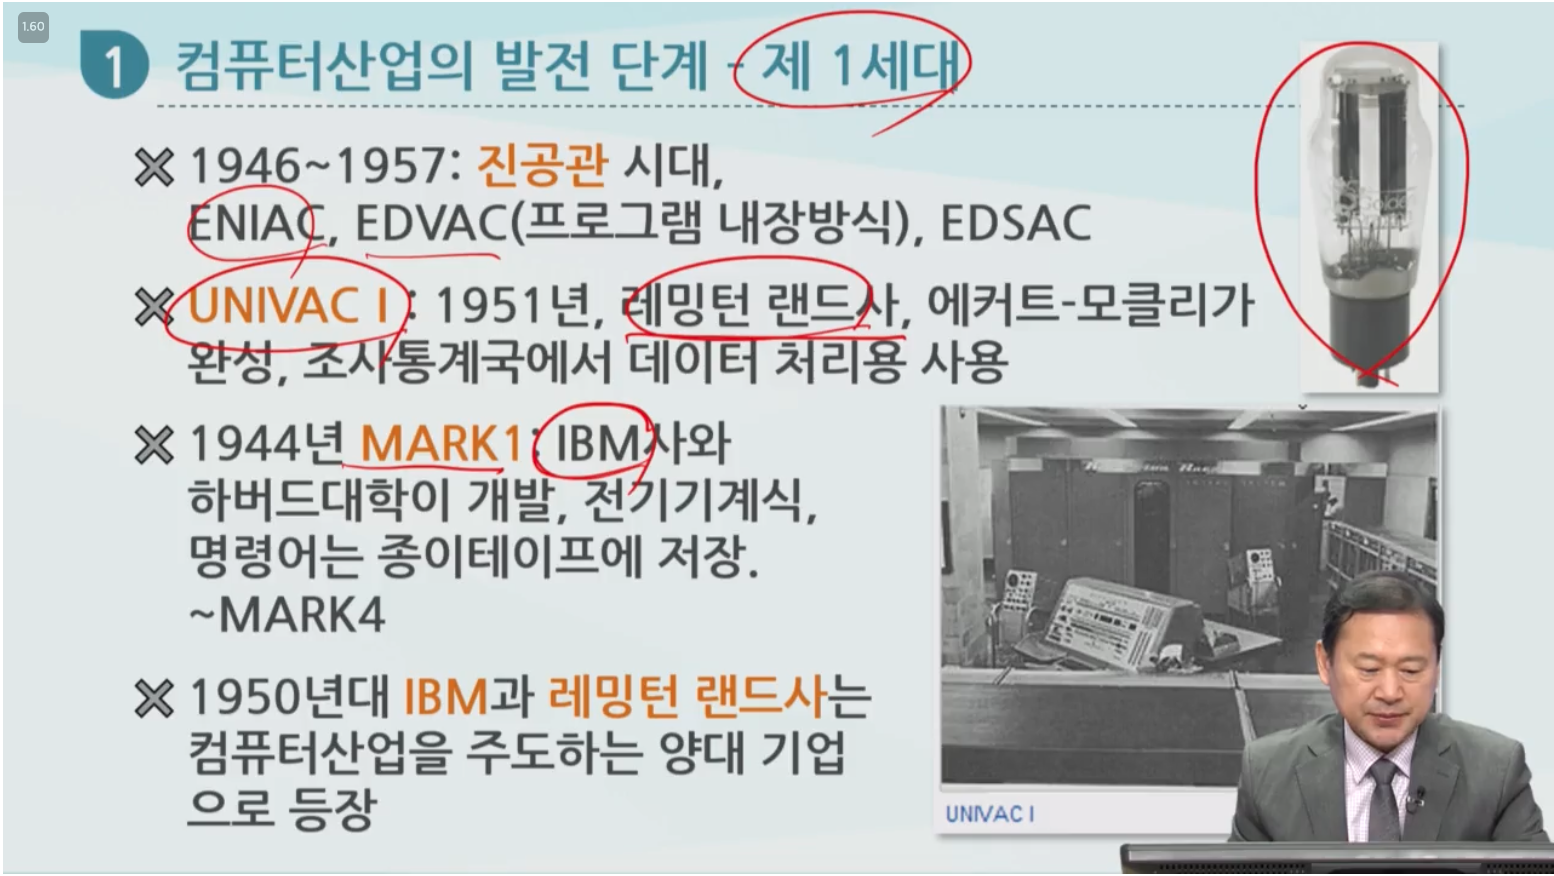 1.60
1 컴퓨터산업의 발전 단계 - 제 1세대
1946~1957: 진공관 시대,
ENIAC, EDVAC(프로그램 내장방식), EDSAC
UNIVAC I : 1951년, 레밍턴 랜드사, 에커트-모클리가
완성, 조사통계국에서 데이터 처리용 사용
1944년 MARK1: IBM사와
하버드대학이 개발, 전기기계식,
명령어는 종이테이프에 저장.
~MARK4
1950년대 IBM과 레밍턴 랜드사는
컴퓨터산업을 주도하는 양대 기업
으로 등장
UNIVAC I